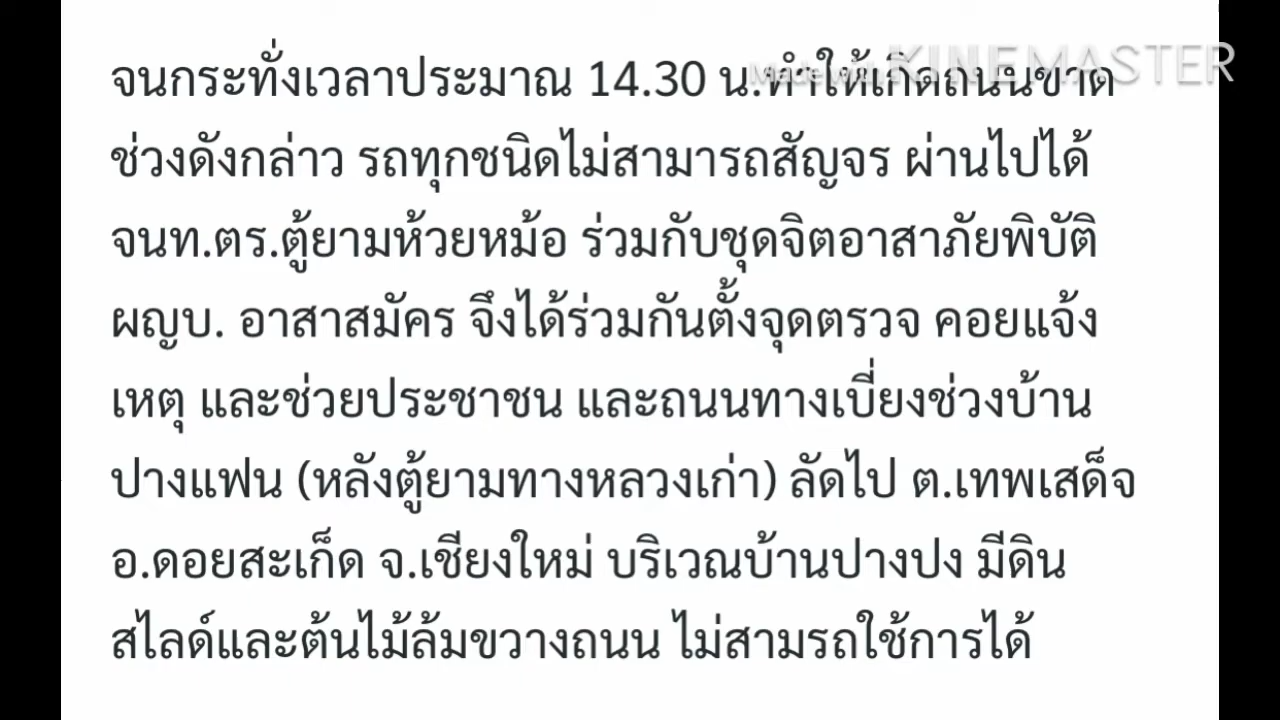 จนกระทั่งเวลาประมาณ 14.30 น.ทำให้เกิดถนนขาด
Made with KINEMASTER
ช่วงดังกล่าว รถทุกชนิดไม่สามารถสัญจร ผ่านไปได้
จนท.ตร.ตู้ยามห้วยหม้อ ร่วมกับชุดจิตอาสาภัยพิบัติ
ผญบ. อาสาสมัคร จึงได้ร่วมกันตั้งจุดตรวจ คอยแจ้ง
เหตุ และช่วยประชาชน และถนนทางเบี่ยงช่วงบ้าน
ปางแฟน (หลังตู้ยามทางหลวงเก่า) ลัดไป ต.เทพเสด็จ
อ.ดอยสะเก็ด จ.เชียงใหม่ บริเวณบ้านปางปง มีดิน
สไลด์และต้นไม้ล้มขวางถนน ไม่สามรถใช้การได้